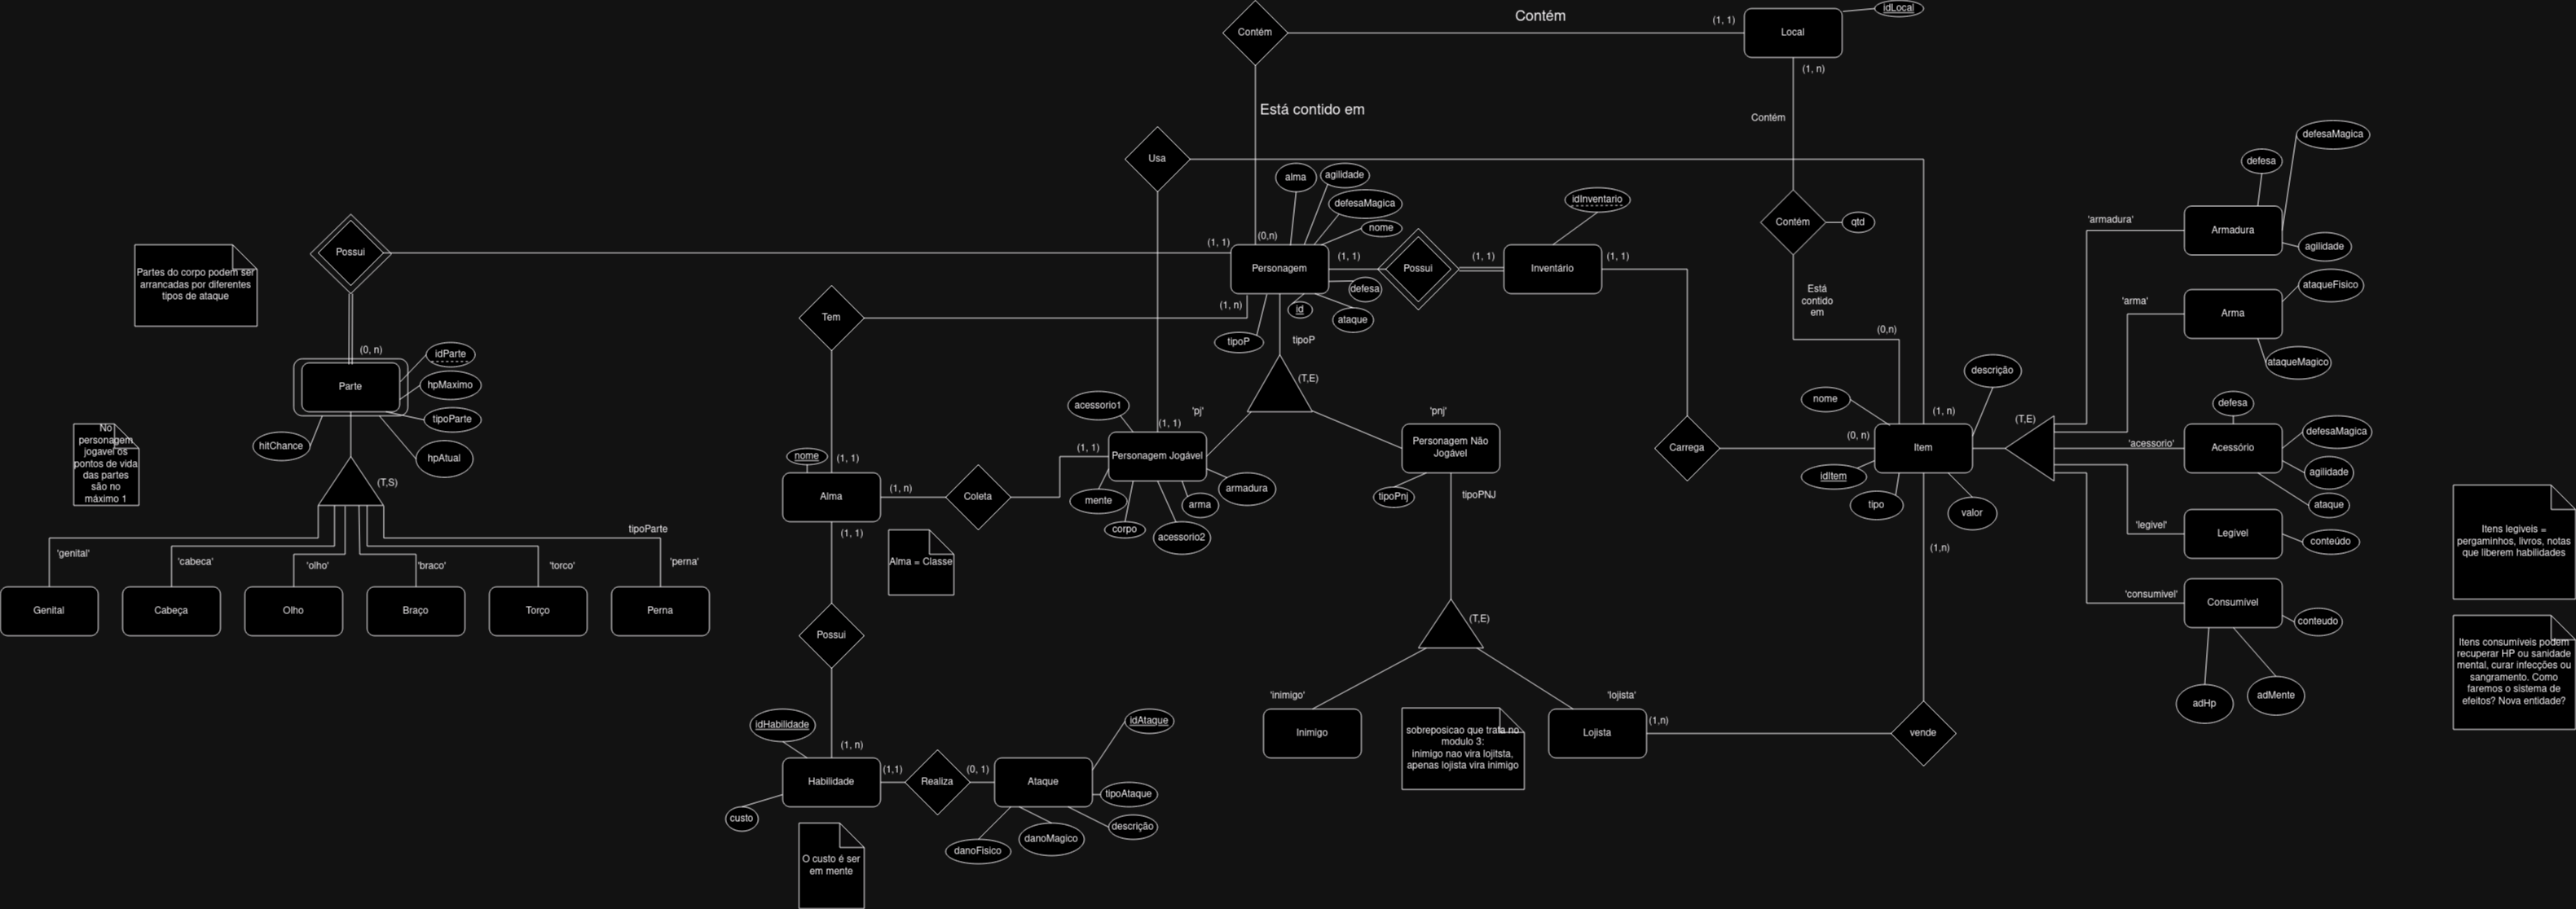 Contém
Contém
(1, 1)
Local
idLocal
(1, n)
Está contido em
Contém
Usa
alma
agilidade
defesaMagica
nome
(1, 1)
(0,n)
Personagem
(1, 1)
Possui
(1, 1)
idInventario
Inventário
(1, 1)
Contém
qtd
defesa
defesaMagica
'armadura'
Armadura
agilidade
Possui
Partes do corpo podem ser
arrancadas por diferentes
tipos de ataque
(1, n)
defesa
id
ataque
tipoP
tipoP
Tem
Está
contido
em
(0,n)
'arma'
Arma
ataqueFisico
ataqueMagico
(0, n)
Parte
idParte
hpMaximo
tipoParte
hpAtual
hitChance
No
personagem
jogavel os
pontos de vida
das partes
são no
máximo 1
(T,S)
(T,E)
'pj'
'pnj'
acessorio1
(1, 1)
(1, 1)
Personagem Jogável
mente
corpo
acessorio2
arma
armadura
Personagem Não
Jogável
tipoPnj
tipoPNJ
Carrega
(0, n)
nome
descrição
(1, n)
Item
idItem
tipo
valor
(1,n)
(T,E)
'acessorio'
defesa
Acessório
defesaMagica
agilidade
ataque
'legivel'
Legível
conteúdo
'consumivel'
Consumível
conteudo
adHp
adMente
Itens legiveis =
pergaminhos, livros, notas
que liberem habilidades
Itens consumíveis podem
recuperar HP ou sanidade
mental, curar infecções ou
sangramento. Como
faremos o sistema de
efeitos? Nova entidade?
nome
(1, 1)
Alma
(1, n)
Coleta
(1, 1)
Alma = Classe
tipoParte
'genital'
'cabeca'
'olho'
'braco'
'torco'
'perna'
Genital
Cabeça
Olho
Braço
Torço
Perna
Possui
(T,E)
'inimigo'
'lojista'
Inimigo
sobreposicao que trata no
modulo 3:
inimigo nao vira lojitsta,
apenas lojista vira inimigo
Lojista
(1,n)
vende
idHabilidade
(1, n)
Habilidade
(1,1)
Realiza
(0, 1)
Ataque
idAtaque
tipoAtaque
descrição
danoMagico
danoFisico
custo
O custo é ser
em mente